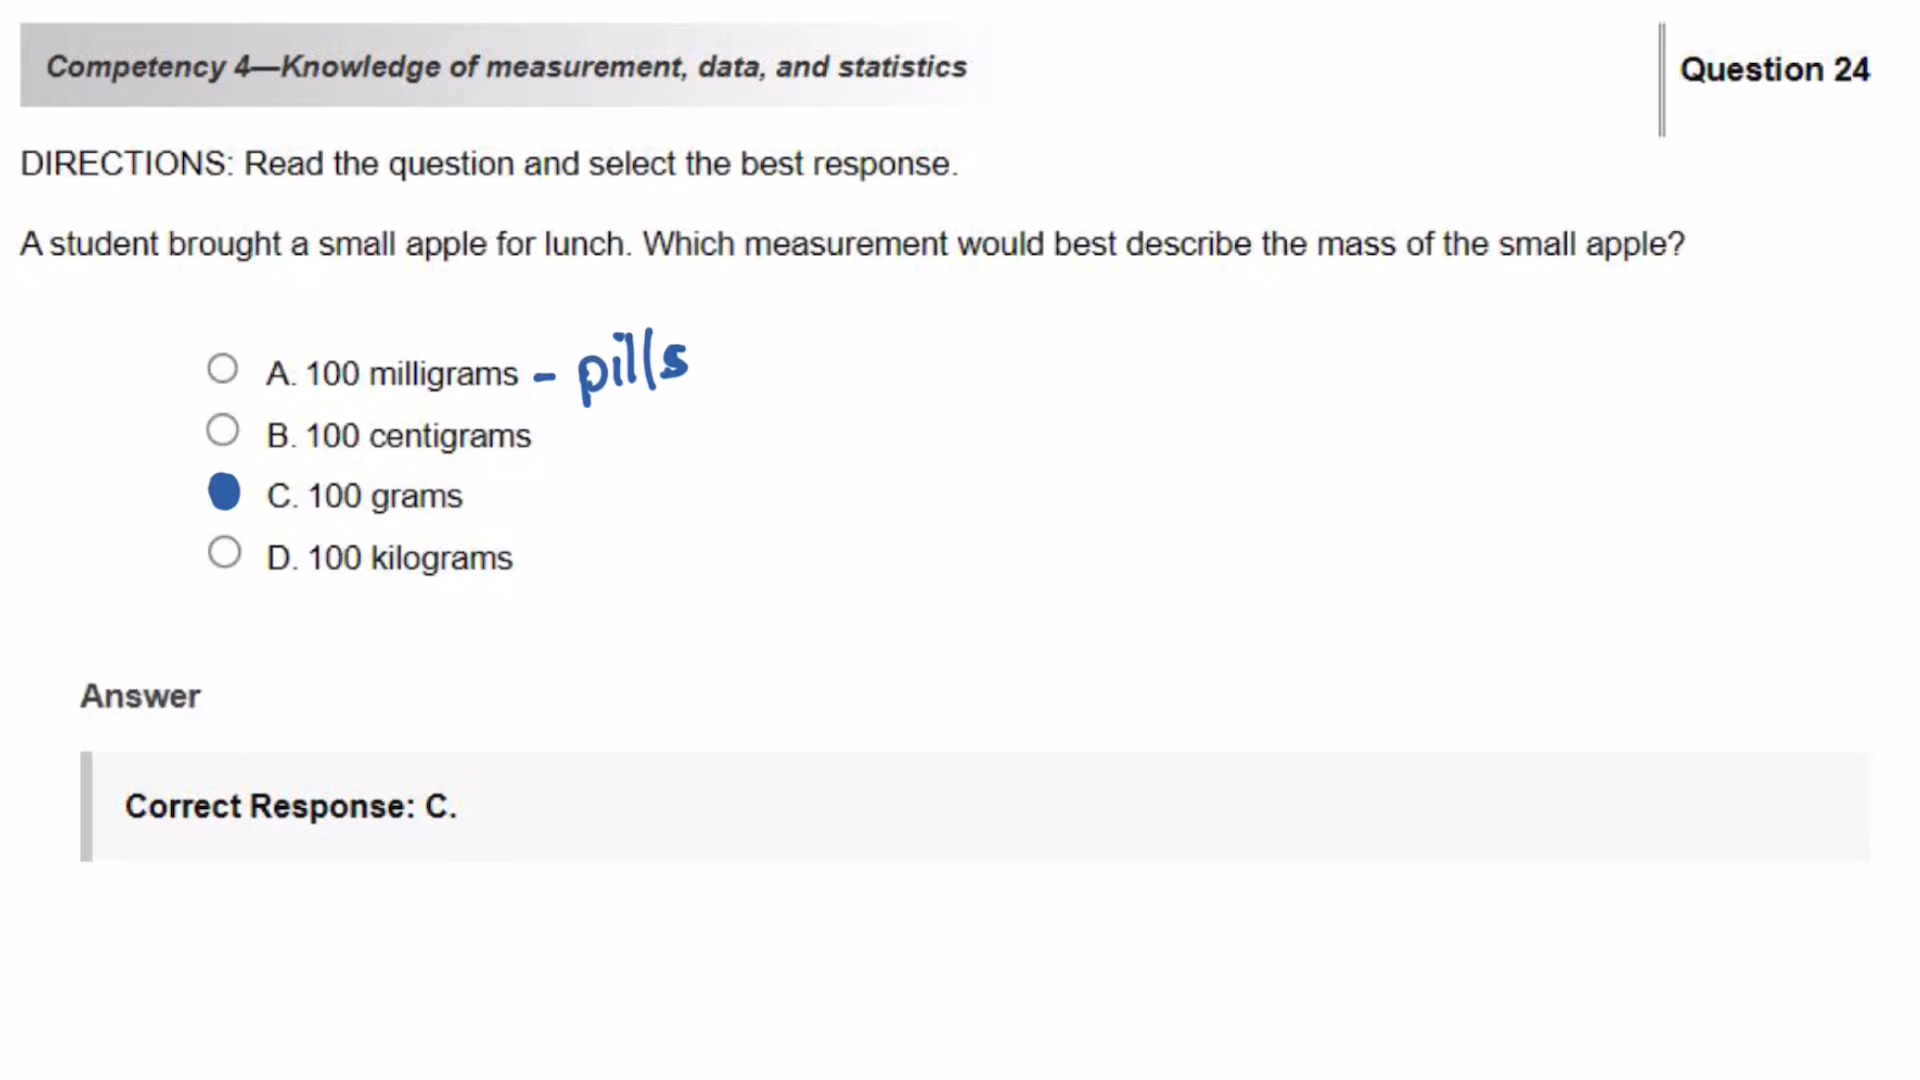 Competency 4—Knowledge of measurement, data, and statistics
Question 24
DIRECTIONS: Read the question and select the best response.
A student brought a small apple for lunch. Which measurement would best describe the mass of the small apple?
A. 100 milligrams - pills
B. 100 centigrams
C. 100 grams
D. 100 kilograms
Answer
Correct Response: C.